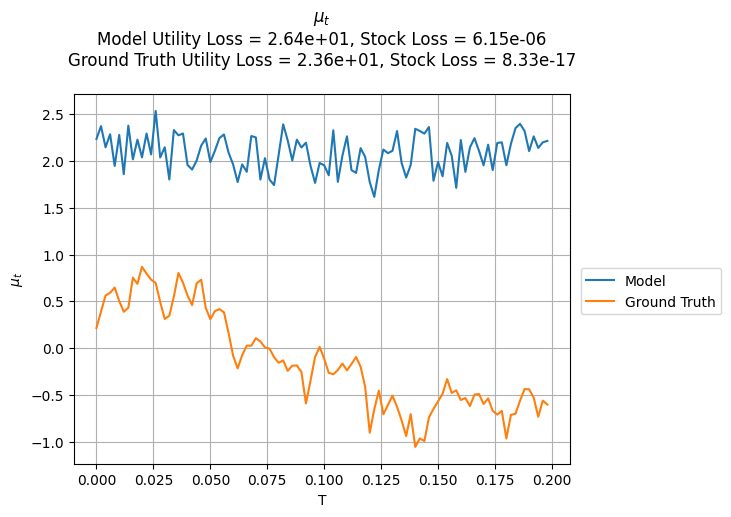 μt
Model Utility Loss = 2.64e+01, Stock Loss = 6.15e-06
Ground Truth Utility Loss = 2.36e+01, Stock Loss = 8.33e-17
2.5
2.0
1.5
1.0
0.5
0.0
−0.5
−1.0
μt
0.000 0.025 0.050 0.075 0.100 0.125 0.150 0.175 0.200
T
Model
Ground Truth